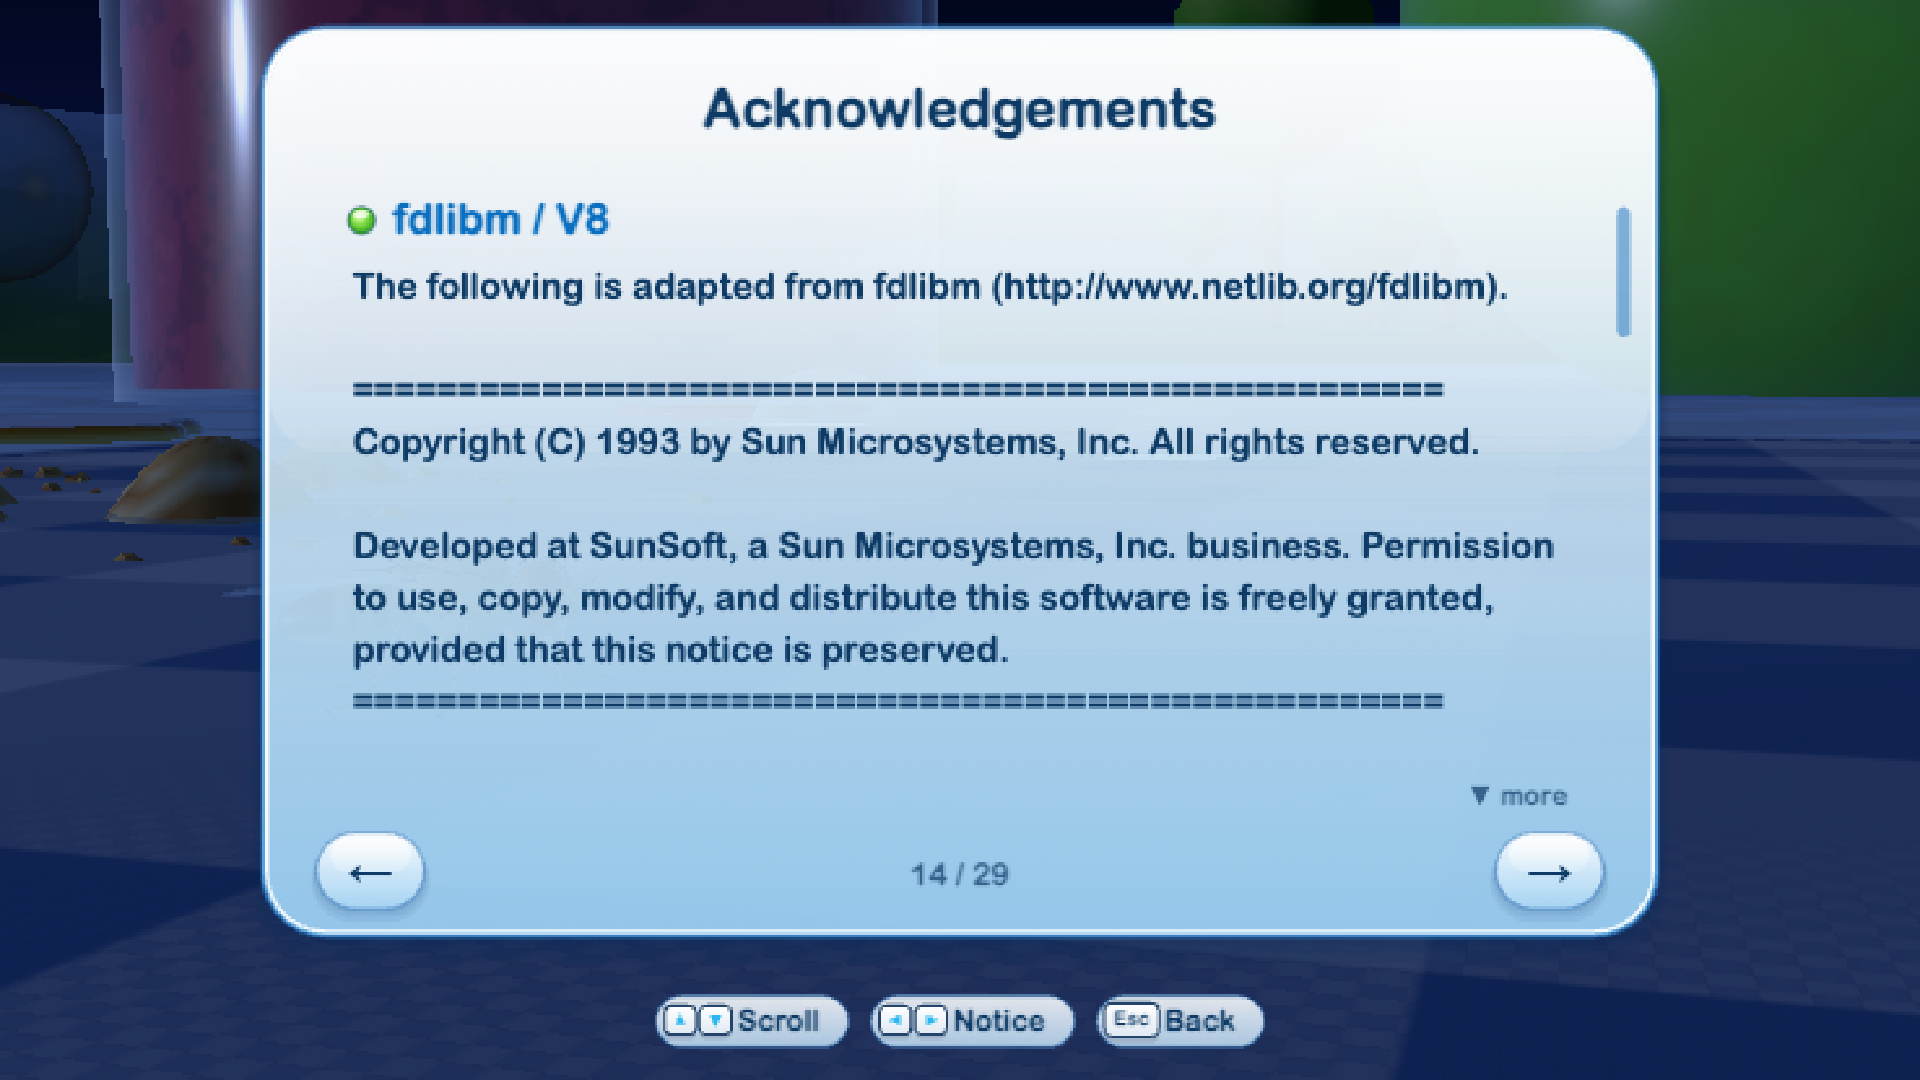 Acknowledgements
fdlibm / V8
The following is adapted from fdlibm (http://www.netlib.org/fdlibm).
====================================================
Copyright (C) 1993 by Sun Microsystems, Inc. All rights reserved.
Developed at SunSoft, a Sun Microsystems, Inc. business. Permission
to use, copy, modify, and distribute this software is freely granted,
provided that this notice is preserved.
====================================================
▼ more
← 14 / 29 →
▲ ▼ Scroll ◄ ► Notice Esc Back